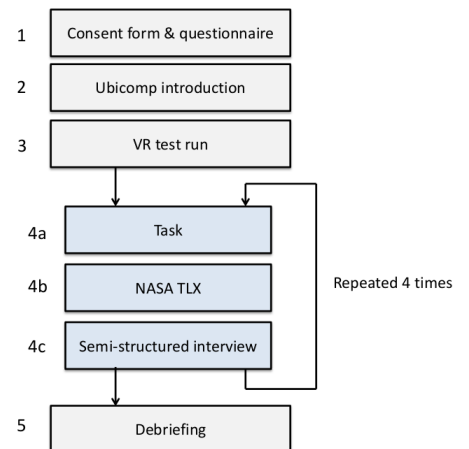 1 Consent form & questionnaire
2 Ubicomp introduction
3 VR test run
4a Task
4b NASA TLX
Repeated 4 times
4c Semi-structured interview
5 Debriefing